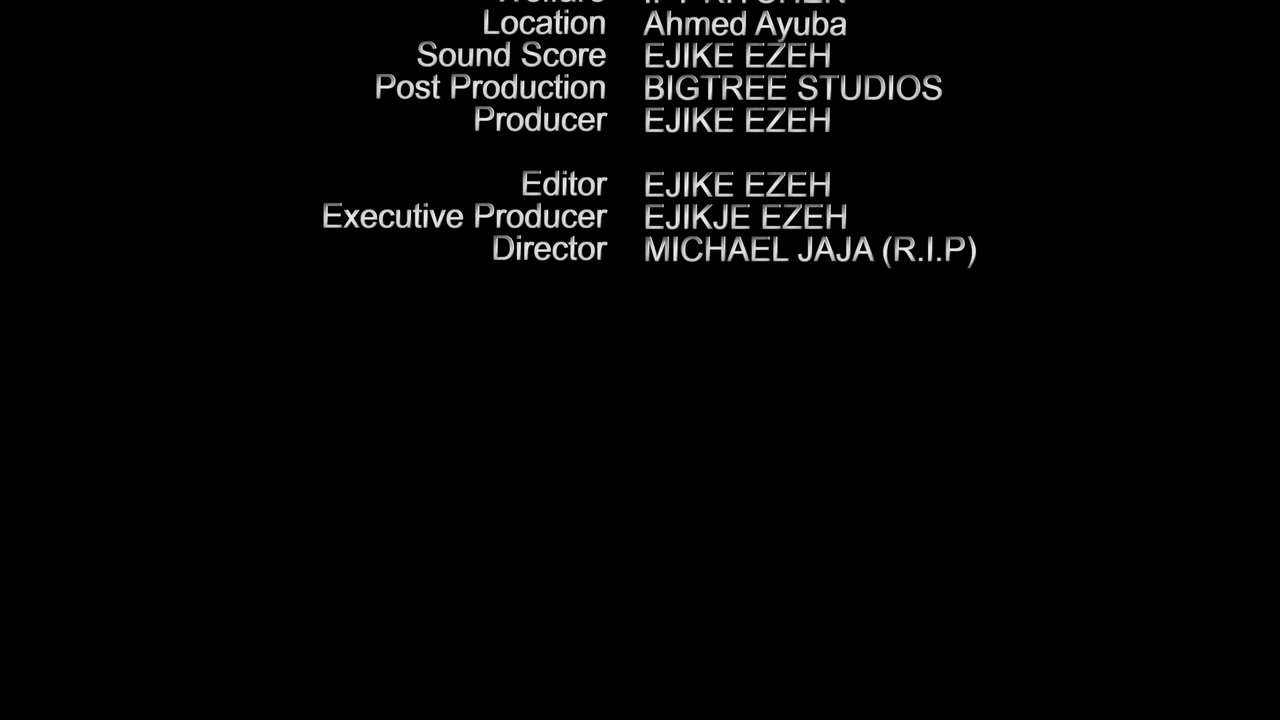 Welfare
Location Ahmed Ayuba
Sound Score EJIKE EZEH
Post Production BIGTREE STUDIOS
Producer EJIKE EZEH
Editor EJIKE EZEH
Executive Producer EJIKJE EZEH
Director MICHAEL JAJA (R.I.P)